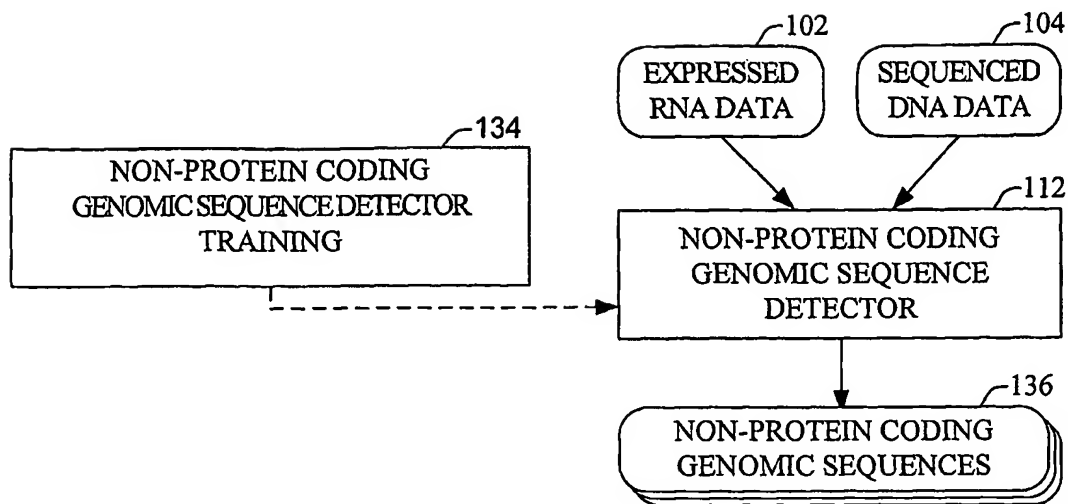 102
104
EXPRESSED
RNA DATA
SEQUENCED
DNA DATA
134
NON-PROTEIN CODING
GENOMIC SEQUENCE DETECTOR
TRAINING
112
NON-PROTEIN CODING
GENOMIC SEQUENCE
DETECTOR
136
NON-PROTEIN CODING
GENOMIC SEQUENCES